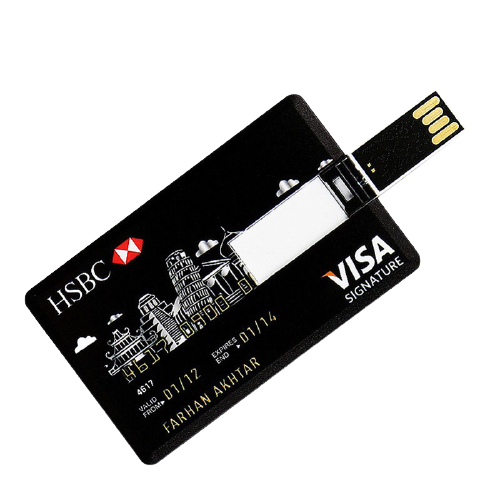 HSBC
VISA
SIGNATURE
4617
VALID FROM▶ 01/12 EXPIRES END ▶ 01/14
FARHAN AKHTAR